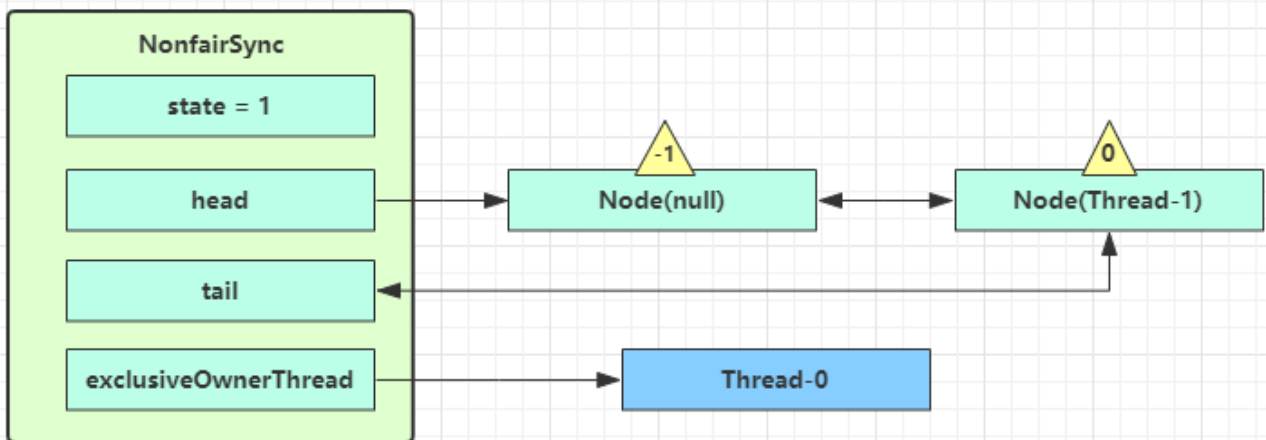 NonfairSync
state = 1
head
tail
exclusiveOwnerThread
-1
Node(null)
0
Node(Thread-1)
Thread-0